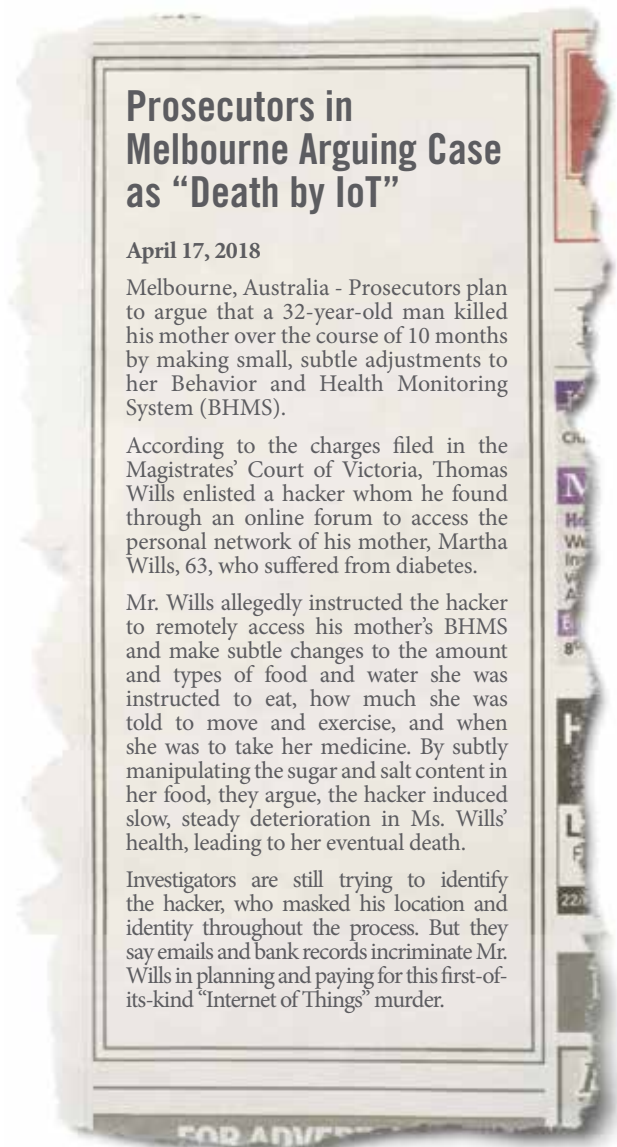 Prosecutors in
Melbourne Arguing Case
as “Death by IoT”
April 17, 2018
Melbourne, Australia - Prosecutors plan
to argue that a 32-year-old man killed
his mother over the course of 10 months
by making small, subtle adjustments to
her Behavior and Health Monitoring
System (BHMS).
According to the charges filed in the
Magistrates’ Court of Victoria, Thomas
Wills enlisted a hacker whom he found
through an online forum to access the
personal network of his mother, Martha
Wills, 63, who suffered from diabetes.
Mr. Wills allegedly instructed the hacker
to remotely access his mother’s BHMS
and make subtle changes to the amount
and types of food and water she was
instructed to eat, how much she was
told to move and exercise, and when
she was to take her medicine. By subtly
manipulating the sugar and salt content in
her food, they argue, the hacker induced
slow, steady deterioration in Ms. Wills’
health, leading to her eventual death.
Investigators are still trying to identify
the hacker, who masked his location and
identity throughout the process. But they
say emails and bank records incriminate Mr.
Wills in planning and paying for this first-of-
its-kind “Internet of Things” murder.
FOR